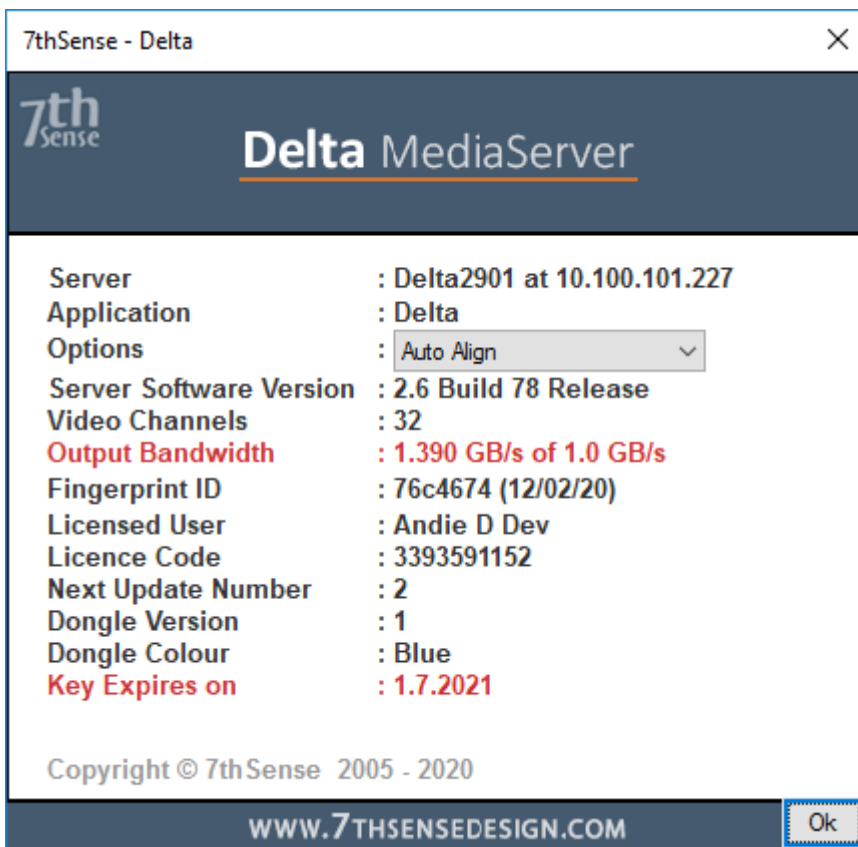 7thSense - Delta
7th Sense
Delta MediaServer
Server : Delta2901 at 10.100.101.227
Application : Delta
Options : Auto Align
Server Software Version : 2.6 Build 78 Release
Video Channels : 32
Output Bandwidth : 1.390 GB/s of 1.0 GB/s
Fingerprint ID : 76c4674 (12/02/20)
Licensed User : Andie D Dev
Licence Code : 3393591152
Next Update Number : 2
Dongle Version : 1
Dongle Colour : Blue
Key Expires on : 1.7.2021
Copyright © 7thSense 2005 - 2020
WWW.7THSENSEDESIGN.COM
Ok